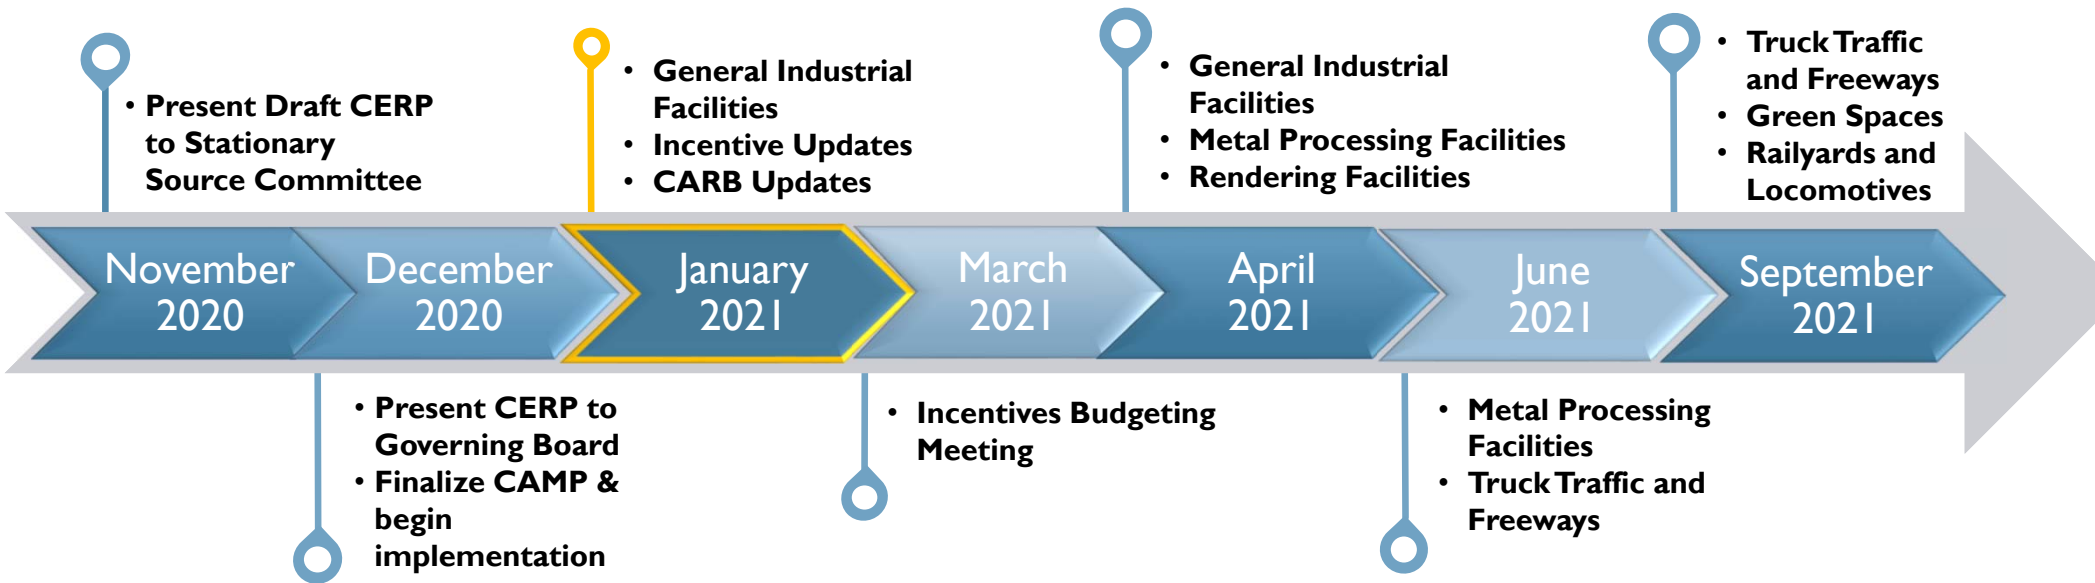 • Present Draft CERP
to Stationary
Source Committee
• General Industrial
Facilities
• Incentive Updates
• CARB Updates
• General Industrial
Facilities
• Metal Processing Facilities
• Rendering Facilities
• Truck Traffic
and Freeways
• Green Spaces
• Railyards and
Locomotives
November
2020
December
2020
January
2021
March
2021
April
2021
June
2021
September
2021
• Present CERP to
Governing Board
• Finalize CAMP &
begin
implementation
• Incentives Budgeting
Meeting
• Metal Processing
Facilities
• Truck Traffic and
Freeways